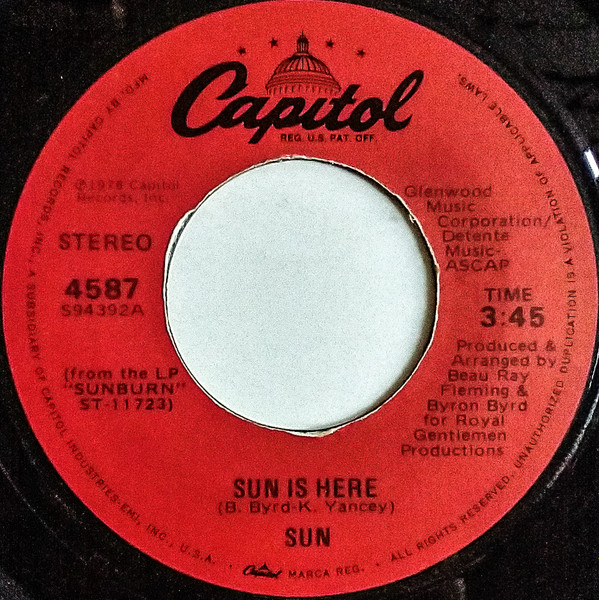 Capitol
REG. U.S. PAT. OFF.
℗1978 Capitol
Records, Inc.
STEREO
4587
S94392A
(from the LP
"SUNBURN"
ST-11723)
Glenwood
Music
Corporation/
Detente
Music-
ASCAP
TIME
3:45
Produced &
Arranged by
Beau Ray
Fleming &
Byron Byrd
for Royal
Gentlemen
Productions
SUN IS HERE
(B. Byrd-K. Yancey)
SUN
MFD. BY CAPITOL RECORDS, INC., A SUBSIDIARY OF CAPITOL INDUSTRIES-EMI, INC., U.S.A. • Capitol MARCA REG. • ALL RIGHTS RESERVED. UNAUTHORIZED DUPLICATION IS A VIOLATION OF APPLICABLE LAWS.